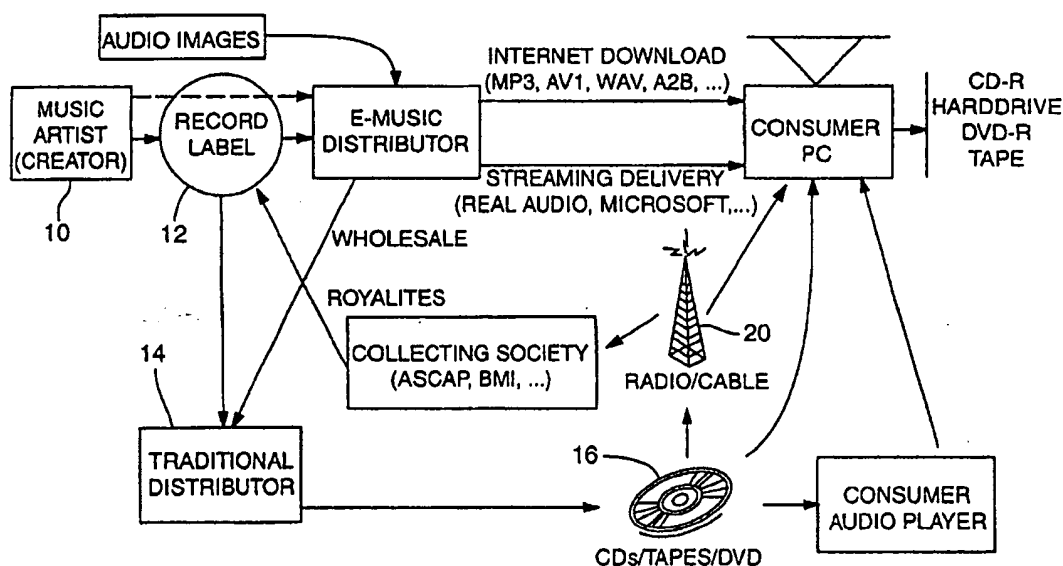 AUDIO IMAGES
MUSIC
ARTIST
(CREATOR)
10
RECORD
LABEL
12
E-MUSIC
DISTRIBUTOR
INTERNET DOWNLOAD
(MP3, AV1, WAV, A2B, ...)
STREAMING DELIVERY
(REAL AUDIO, MICROSOFT,...)
CONSUMER
PC
CD-R
HARDDRIVE
DVD-R
TAPE
WHOLESALE
ROYALITES
COLLECTING SOCIETY
(ASCAP, BMI, ...)
20
RADIO/CABLE
14
TRADITIONAL
DISTRIBUTOR
16
CDs/TAPES/DVD
CONSUMER
AUDIO PLAYER